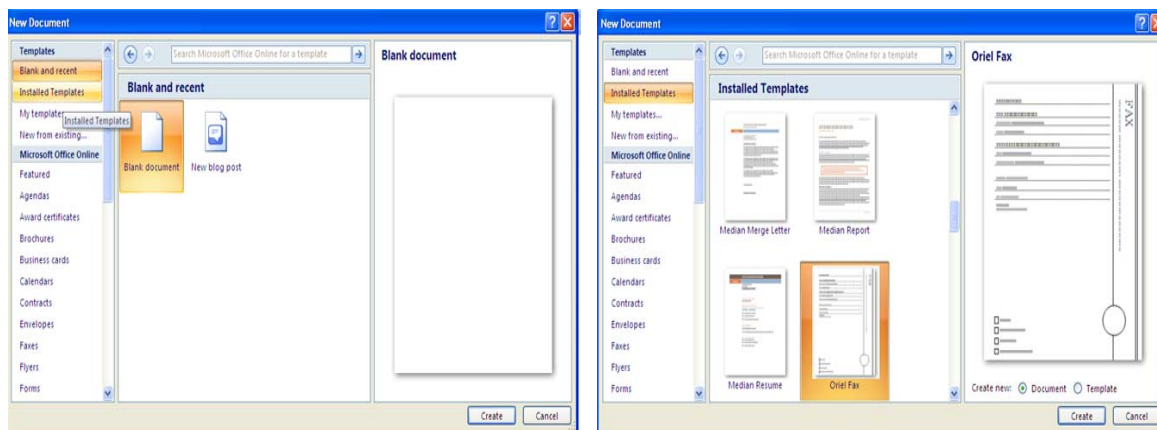 New Document
Templates
Blank and recent
Installed Templates
My templates
Installed Templates
New from existing...
Microsoft Office Online
Featured
Agendas
Award certificates
Brochures
Business cards
Calendars
Contracts
Envelopes
Faxes
Flyers
Forms
Search Microsoft Office Online for a template
Blank and recent
Blank document
New blog post
Blank document
Create
Cancel
New Document
Templates
Blank and recent
Installed Templates
My templates...
New from existing...
Microsoft Office Online
Featured
Agendas
Award certificates
Brochures
Business cards
Calendars
Contracts
Envelopes
Faxes
Flyers
Forms
Search Microsoft Office Online for a template
Installed Templates
Median Merge Letter
Median Report
Median Resume
Oriel Fax
Oriel Fax
FAX
Create new: Document Template
Create
Cancel